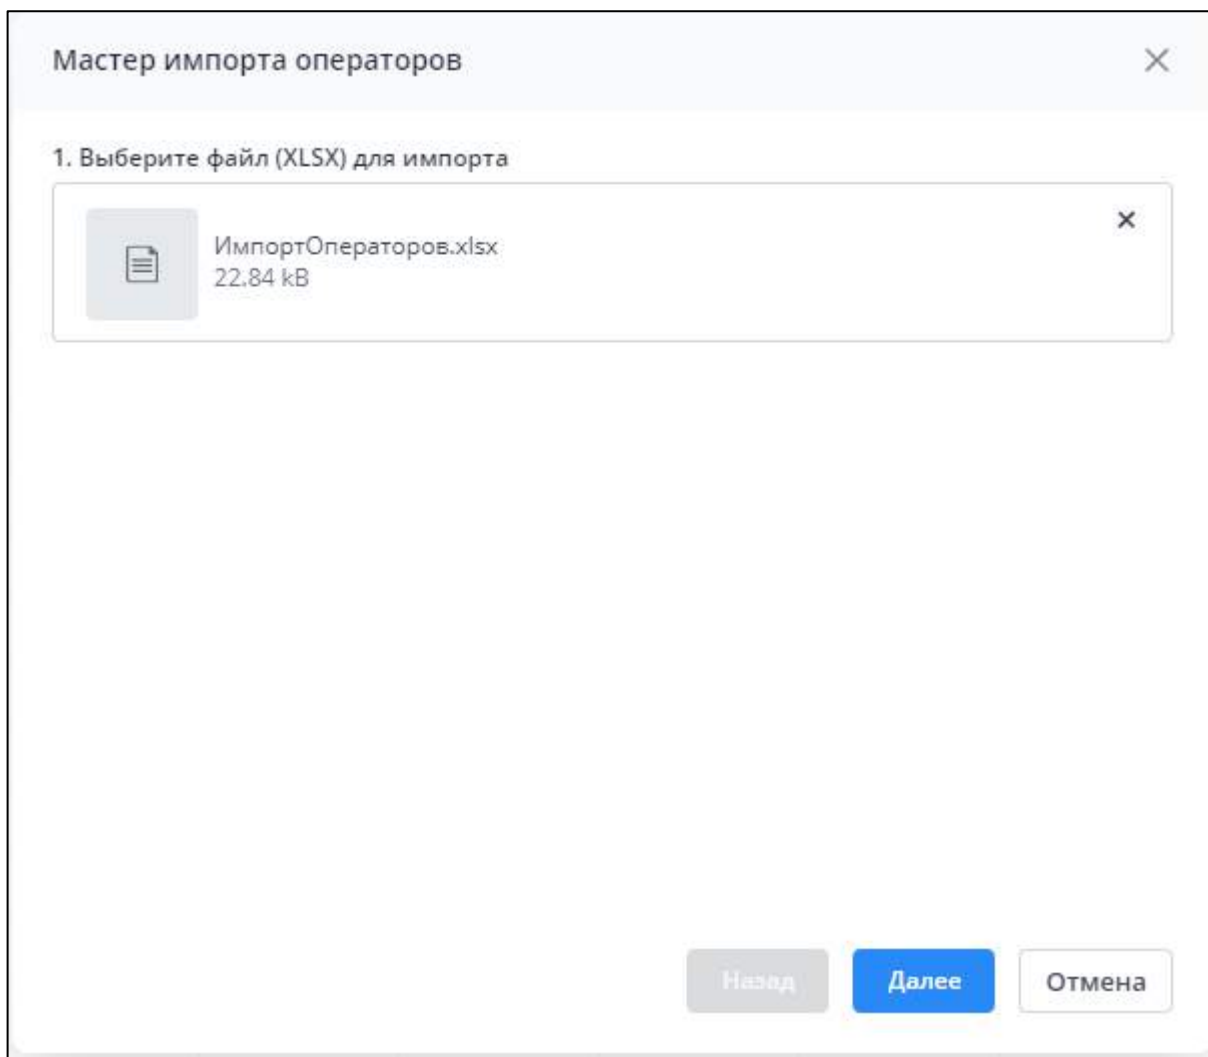 Мастер импорта операторов
1. Выберите файл (XLSX) для импорта
ИмпортОператоров.xlsx
22.84 kB
Назад Далее Отмена